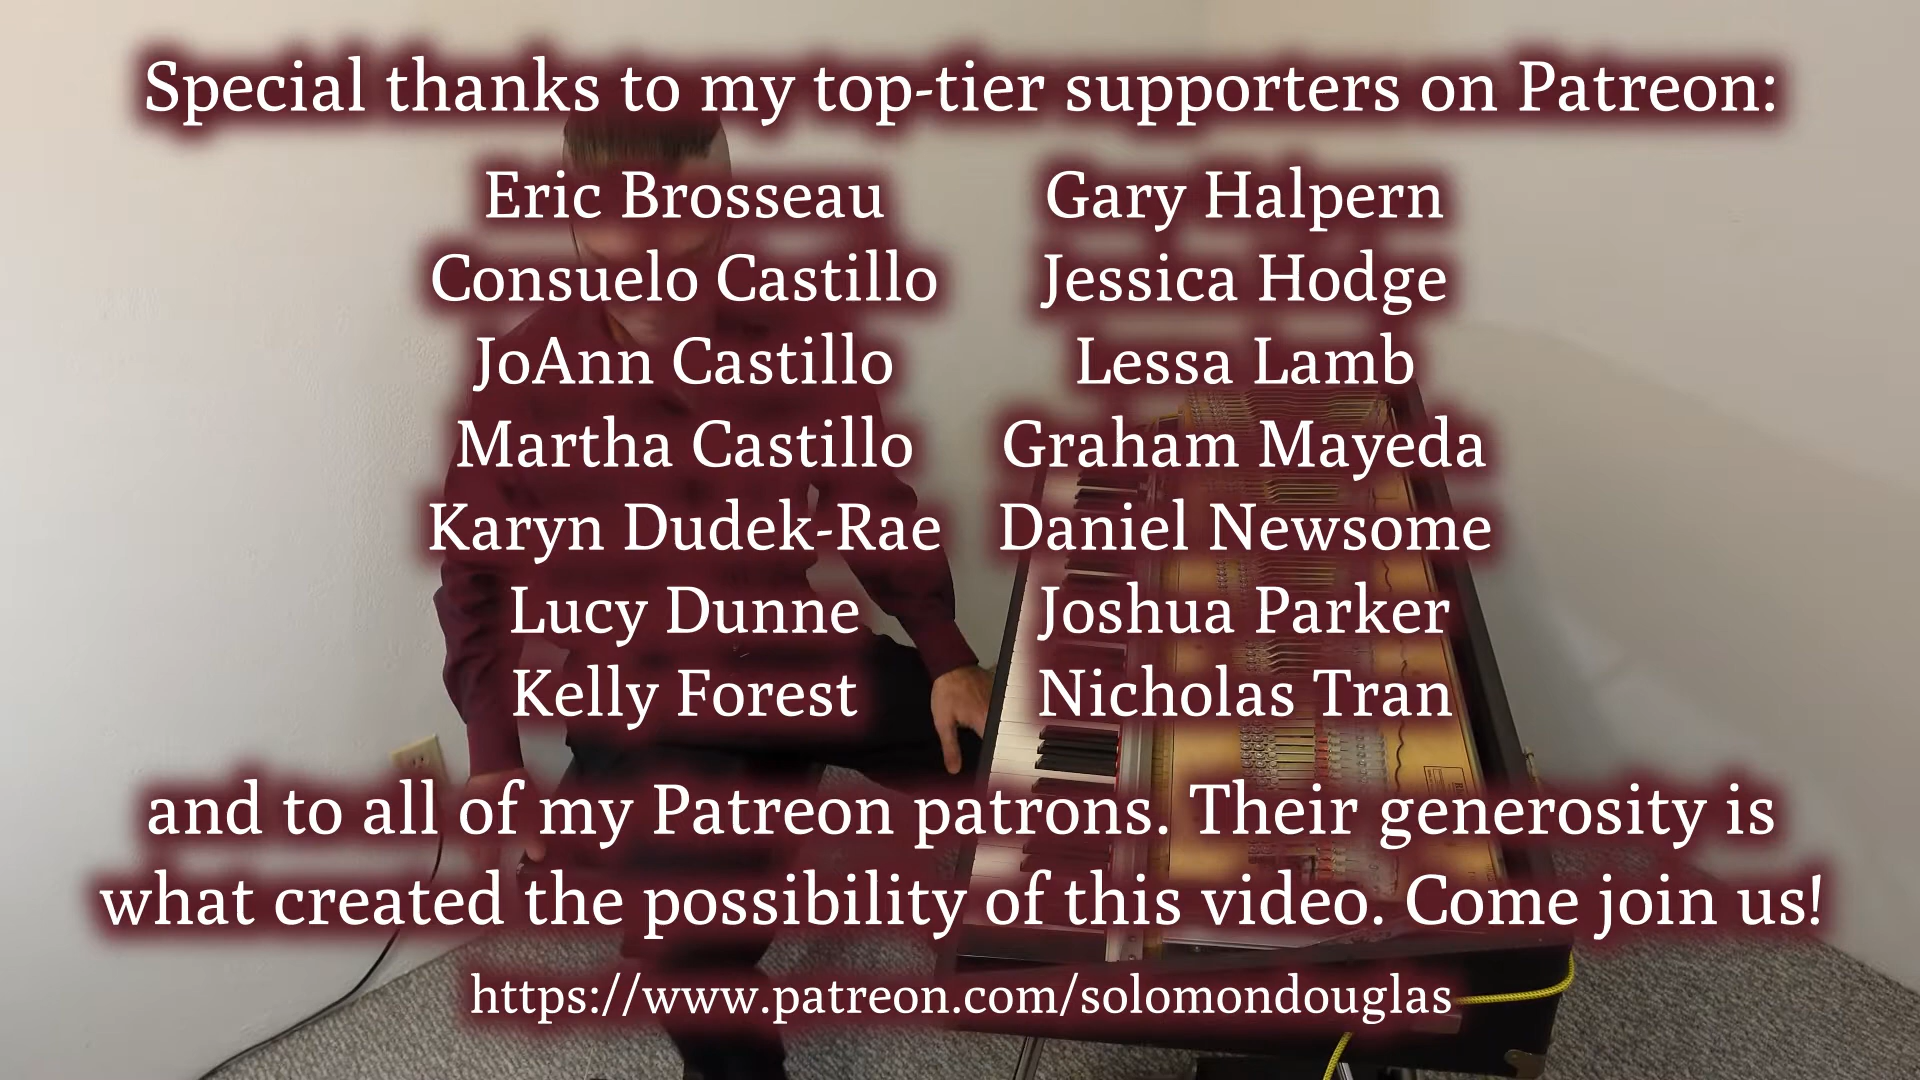 Special thanks to my top-tier supporters on Patreon:
Eric Brosseau
Consuelo Castillo
JoAnn Castillo
Martha Castillo
Karyn Dudek-Rae
Lucy Dunne
Kelly Forest
Gary Halpern
Jessica Hodge
Lessa Lamb
Graham Mayeda
Daniel Newsome
Joshua Parker
Nicholas Tran
and to all of my Patreon patrons. Their generosity is
what created the possibility of this video. Come join us!
https://www.patreon.com/solomondouglas